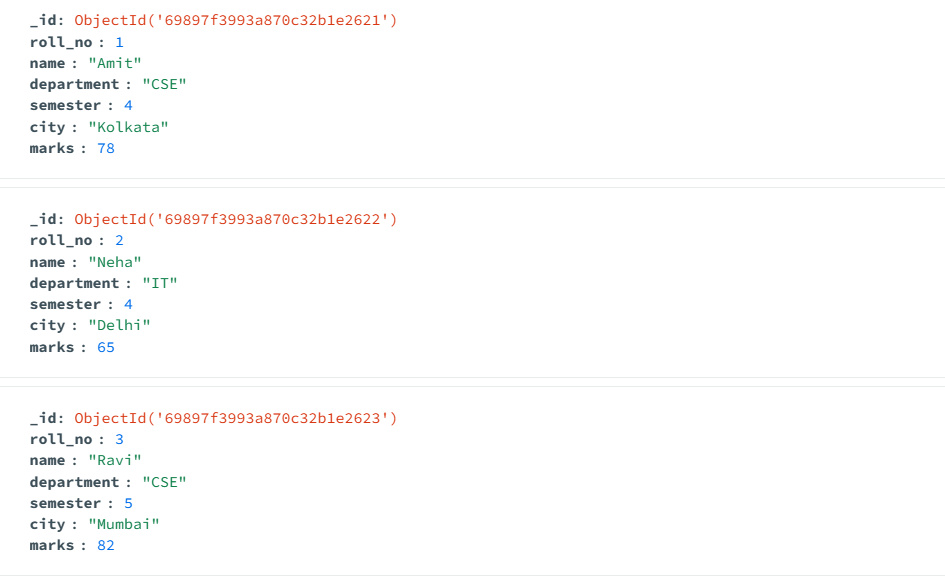 _id: ObjectId('69897f3993a870c32b1e2621')
roll_no : 1
name : "Amit"
department : "CSE"
semester : 4
city : "Kolkata"
marks : 78
_id: ObjectId('69897f3993a870c32b1e2622')
roll_no : 2
name : "Neha"
department : "IT"
semester : 4
city : "Delhi"
marks : 65
_id: ObjectId('69897f3993a870c32b1e2623')
roll_no : 3
name : "Ravi"
department : "CSE"
semester : 5
city : "Mumbai"
marks : 82